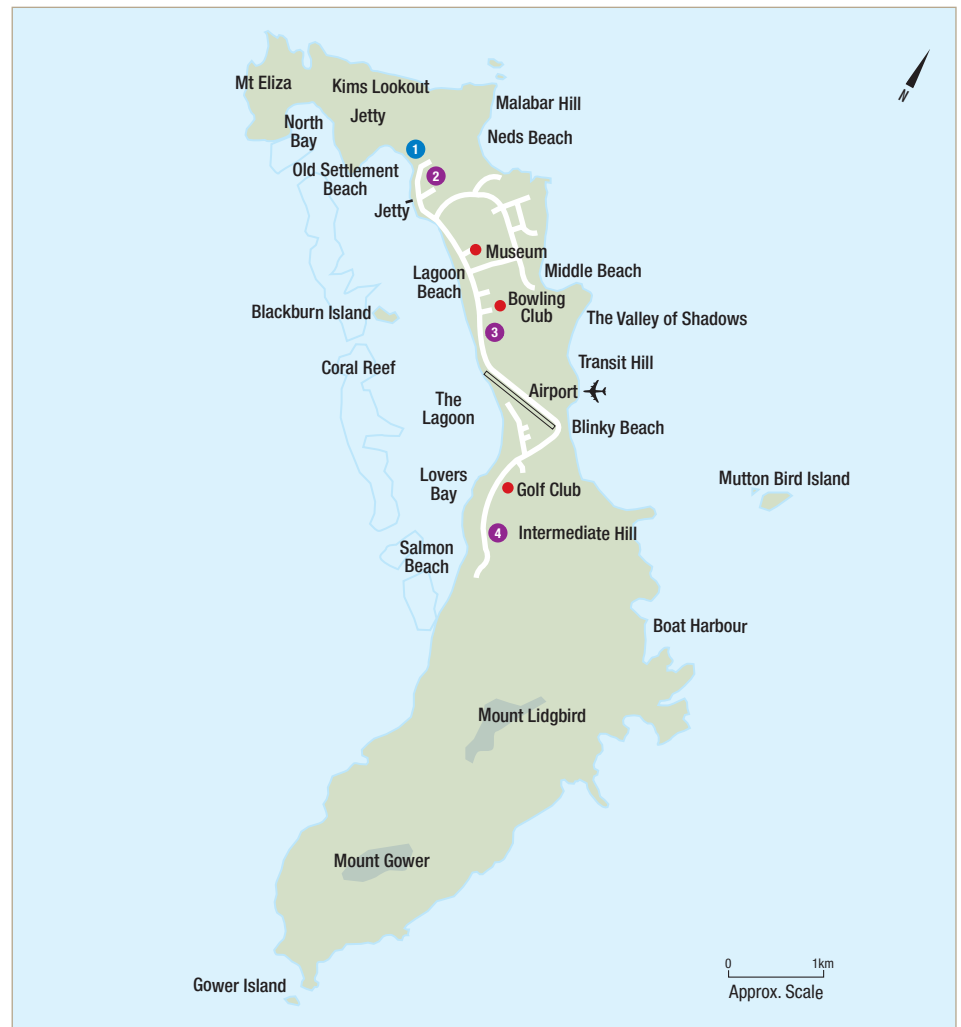 Mt Eliza
Kims Lookout
Jetty
Malabar Hill
North
Bay
Neds Beach
1
Old Settlement
Beach
2
Jetty
Museum
Lagoon
Beach
Middle Beach
Bowling
Club
Blackburn Island
The Valley of Shadows
3
Coral Reef
Transit Hill
Airport
The
Lagoon
Blinky Beach
Lovers
Bay
Mutton Bird Island
Golf Club
4
Intermediate Hill
Salmon
Beach
Boat Harbour
Mount Lidgbird
Mount Gower
Gower Island
N
0 1km
Approx. Scale